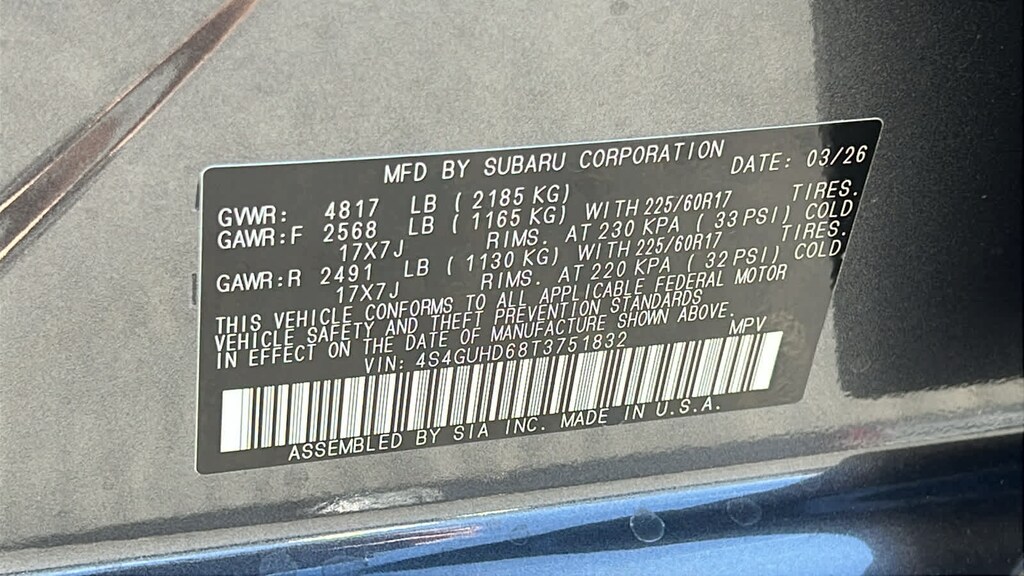 MFD BY SUBARU CORPORATION DATE: 03/26
GVWR: 4817 LB ( 2185 KG)
GAWR:F 2568 LB ( 1165 KG) WITH 225/60R17 TIRES.
17X7J RIMS. AT 230 KPA ( 33 PSI) COLD
GAWR:R 2491 LB ( 1130 KG) WITH 225/60R17 TIRES.
17X7J RIMS. AT 220 KPA ( 32 PSI) COLD
THIS VEHICLE CONFORMS TO ALL APPLICABLE FEDERAL MOTOR
VEHICLE SAFETY AND THEFT PREVENTION STANDARDS
IN EFFECT ON THE DATE OF MANUFACTURE SHOWN ABOVE.
VIN: 4S4GUHD68T3751832 MPV
ASSEMBLED BY SIA INC. MADE IN U.S.A.